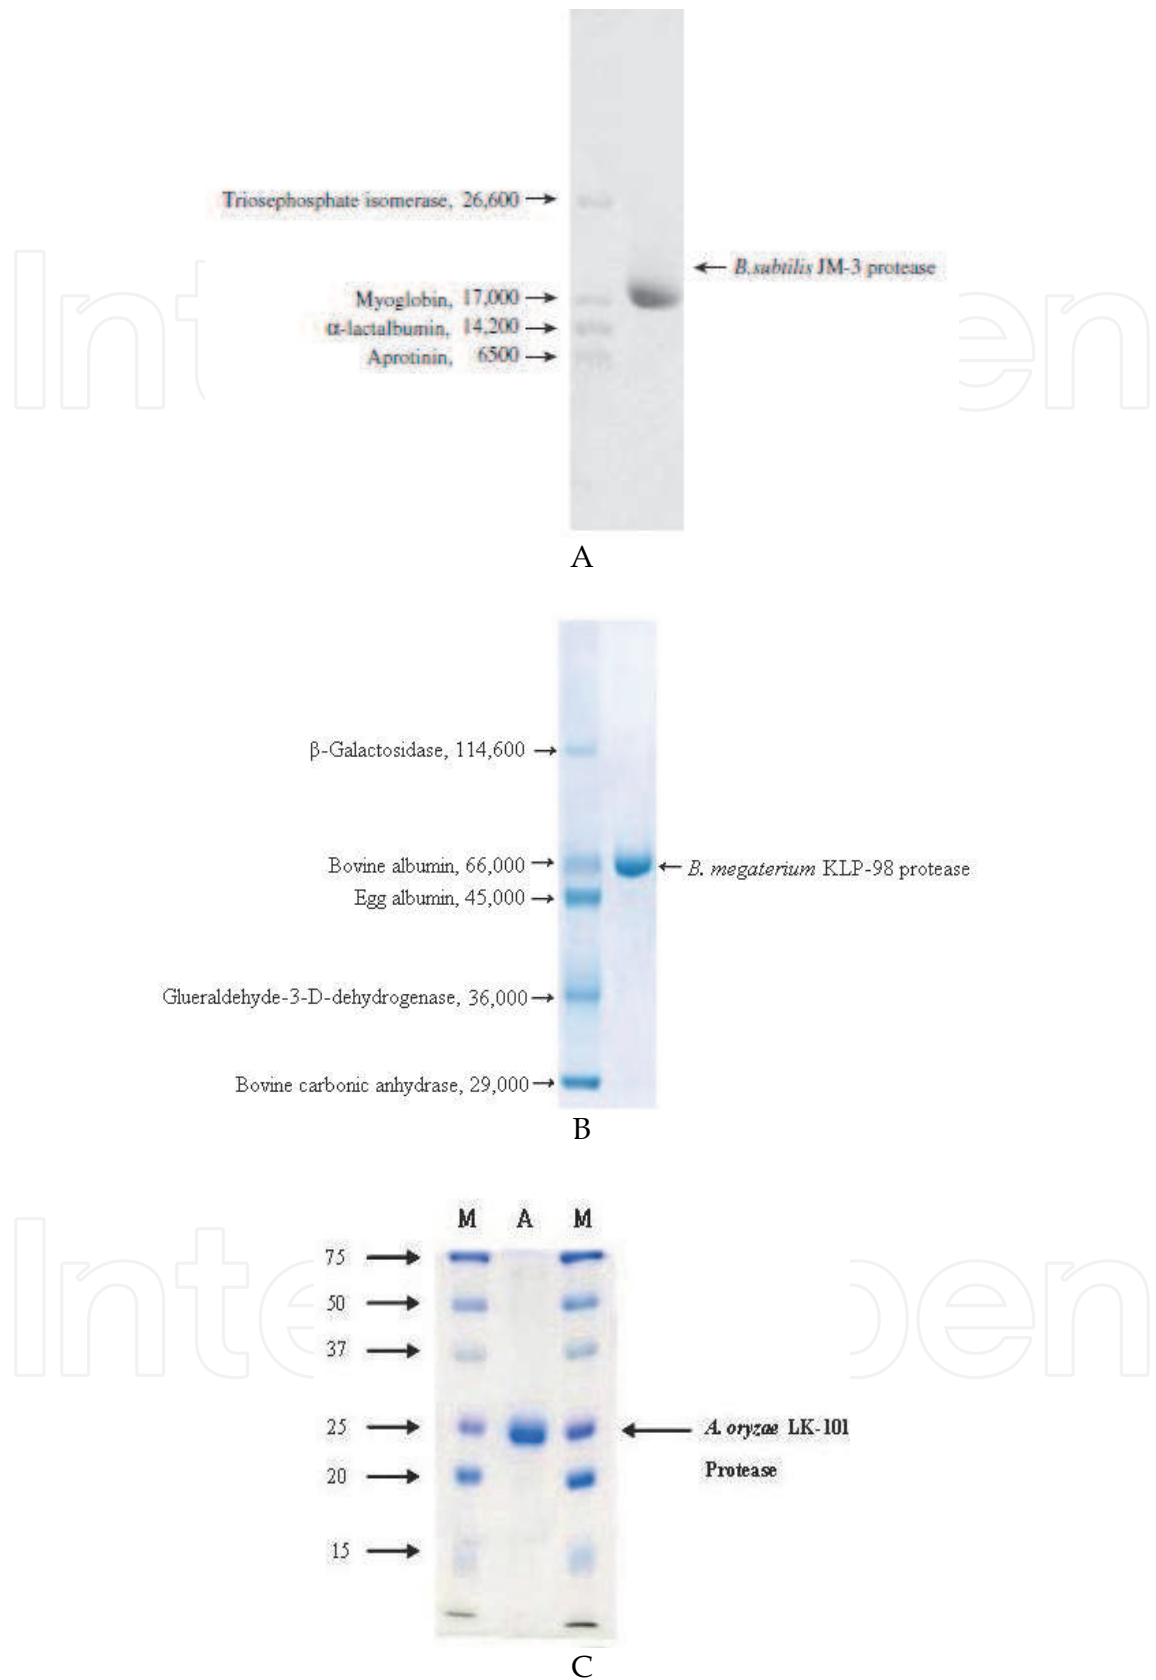 Triosephosphate isomerase, 26,600
B.subtilis JM-3 protease
Myoglobin, 17,000
α-lactalbumin, 14,200
Aprotinin, 6500
A
β-Galactosidase, 114,600
Bovine albumin, 66,000
B. megaterium KLP-98 protease
Egg albumin, 45,000
Glueraldehyde-3-D-dehydrogenase, 36,000
Bovine carbonic anhydrase, 29,000
B
M A M
75
50
37
25
A. oryzae LK-101
Protease
20
15
C